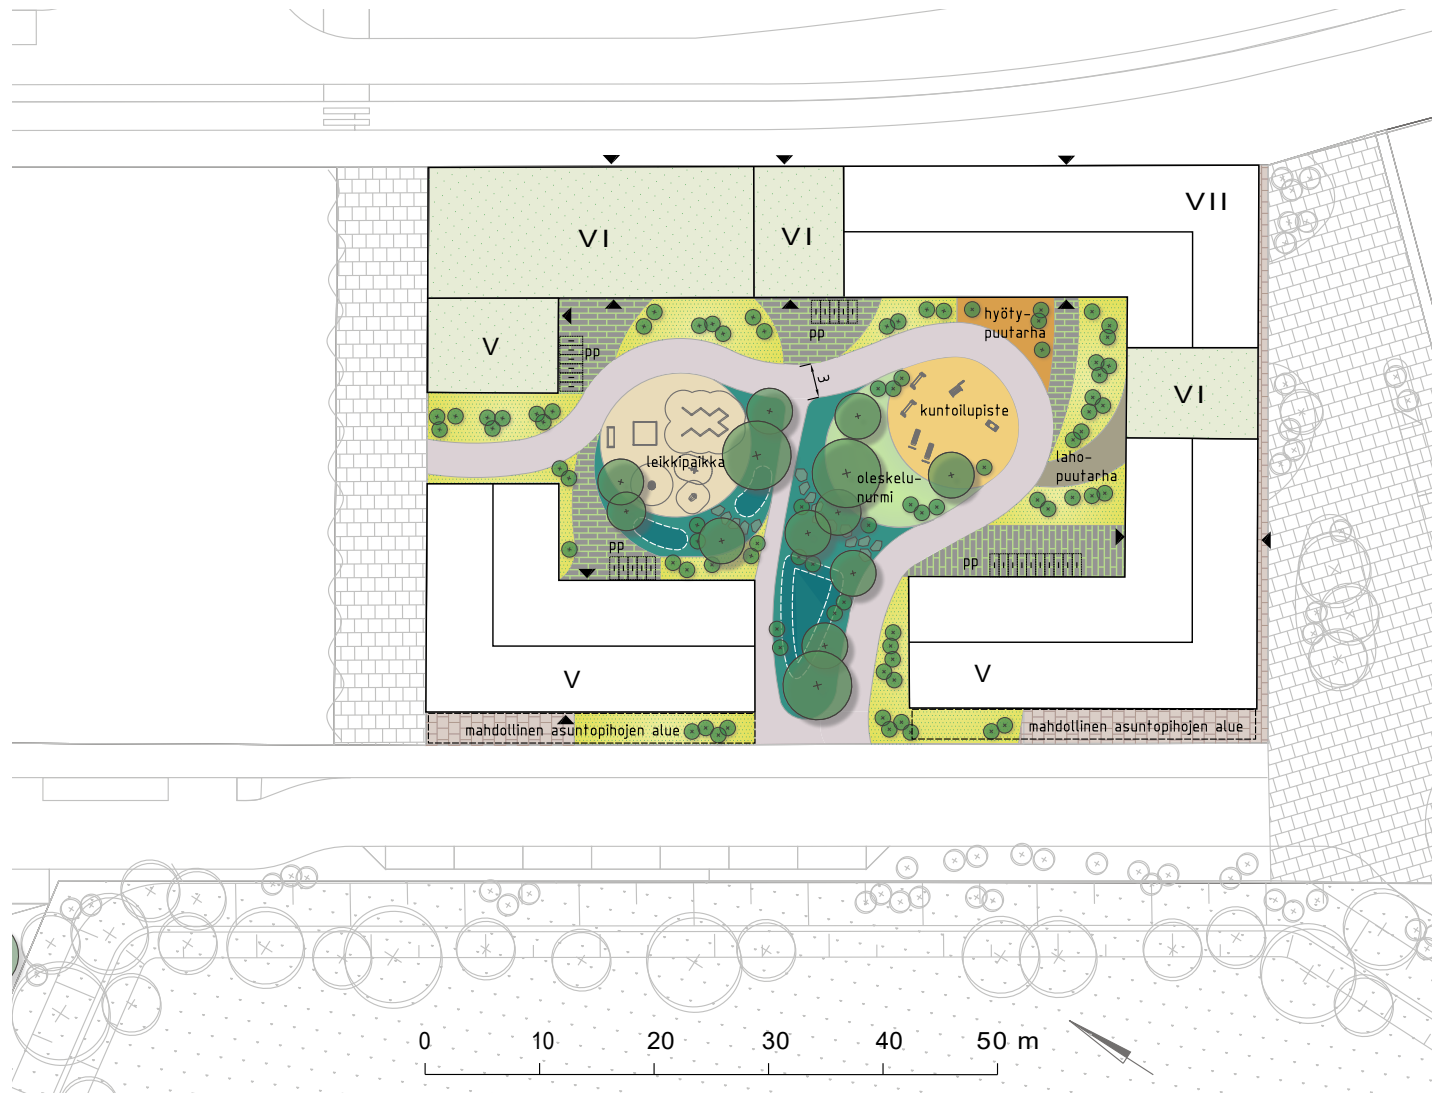 VII
VI
VI
V
pp
pp
hyöty-
puutarha
3
VI
kuntoilupiste
leikkipaikka
laho-
puutarha
oleskelu-
nurmi
pp
pp
V
V
mahdollinen asuntopihojen alue
mahdollinen asuntopihojen alue
0 10 20 30 40 50 m